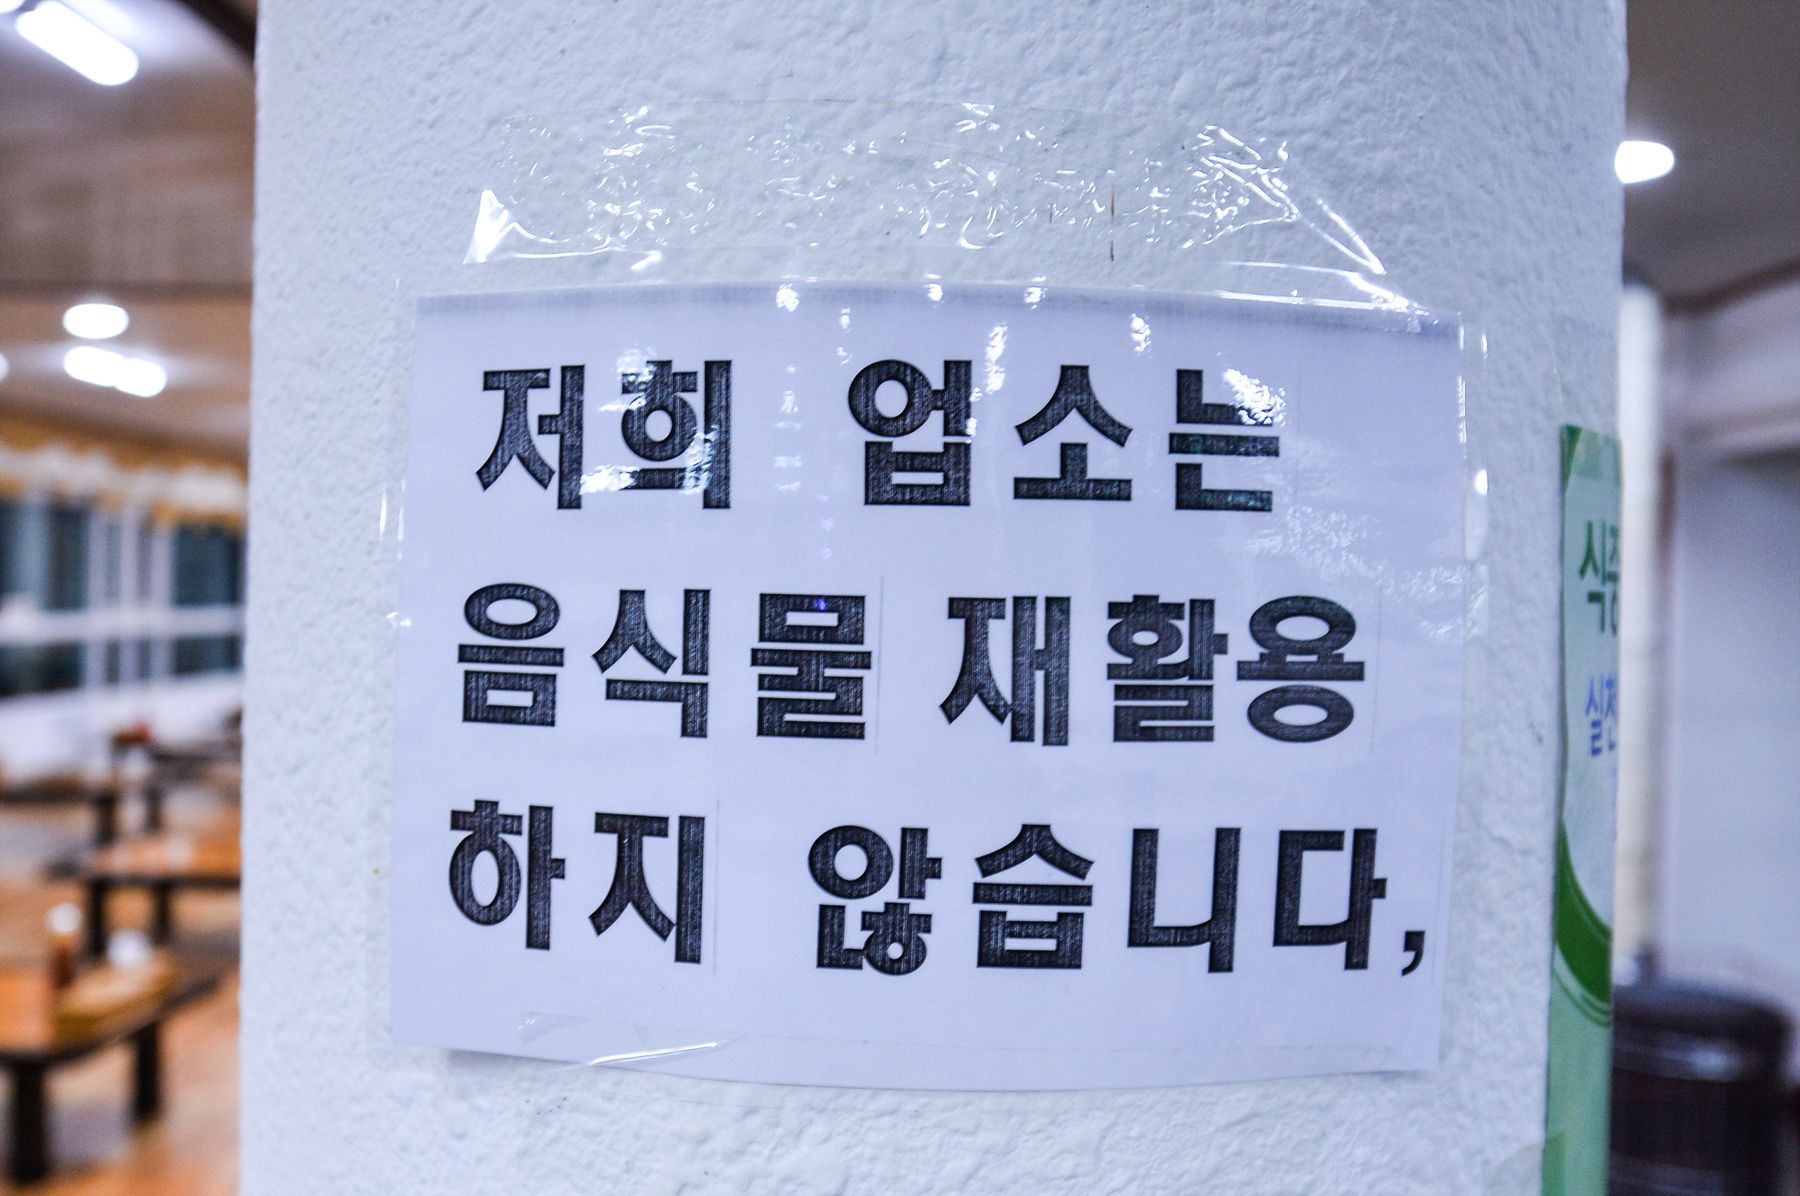 저희 업소는
음식물 재활용
하지 않습니다,